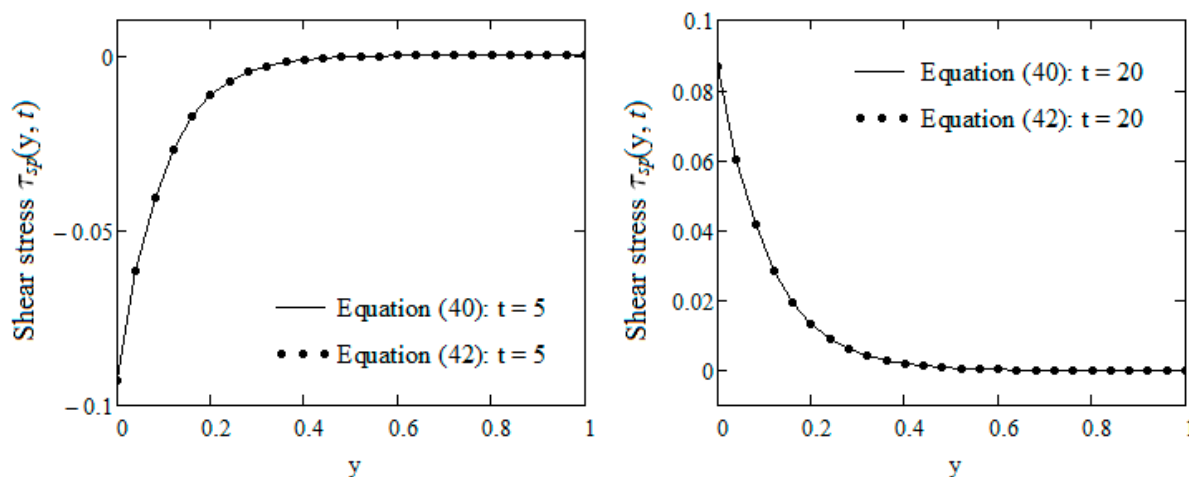 Shear stress τsp(y, t)
0
−0.05
−0.1
Equation (40): t = 5
Equation (42): t = 5
0 0.2 0.4 0.6 0.8 1
y
Shear stress τsp(y, t)
0.1
0.08
0.06
0.04
0.02
0
Equation (40): t = 20
Equation (42): t = 20
0 0.2 0.4 0.6 0.8 1
y